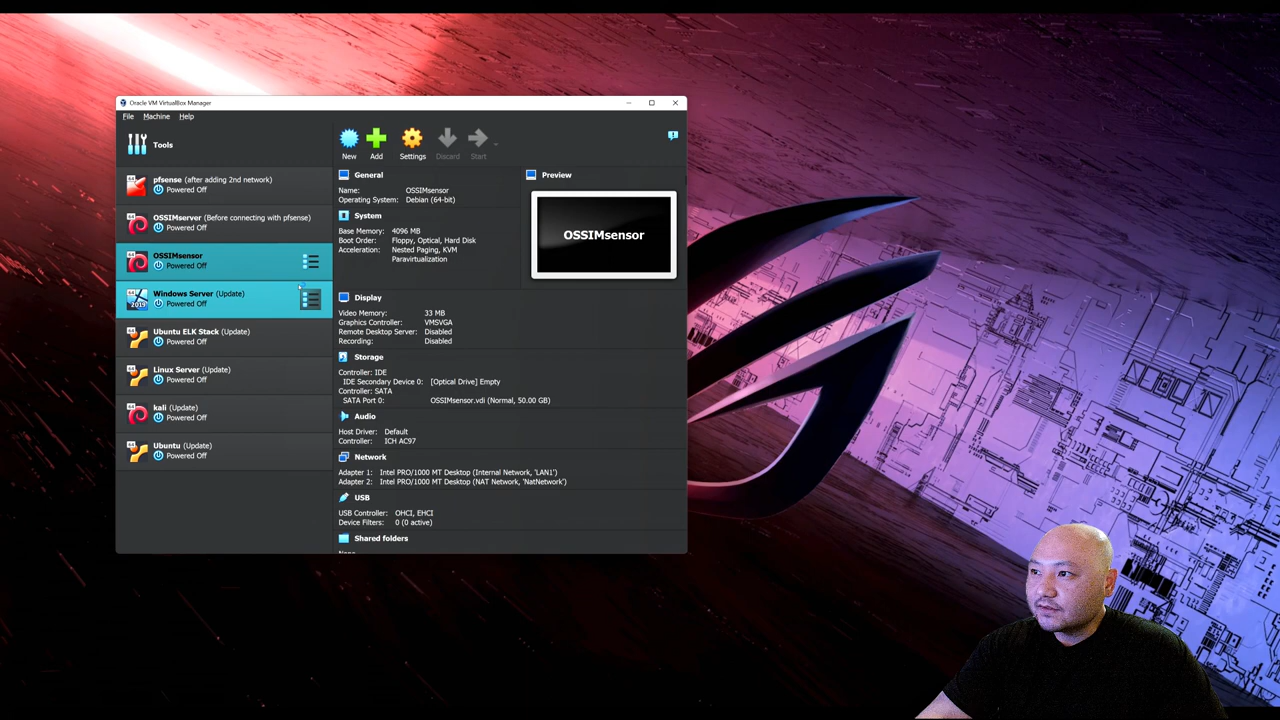 Oracle VM VirtualBox Manager
File Machine Help
Tools
New Add Settings Discard Start
pfsense (after adding 2nd network)
Powered Off
OSSIMserver (Before connecting with pfsense)
Powered Off
OSSIMsensor
Powered Off
Windows Server (Update)
Powered Off
2019
Ubuntu ELK Stack (Update)
Powered Off
Linux Server (Update)
Powered Off
kali (Update)
Powered Off
Ubuntu (Update)
Powered Off
General
Name: OSSIMsensor
Operating System: Debian (64-bit)
System
Base Memory: 4096 MB
Boot Order: Floppy, Optical, Hard Disk
Acceleration: Nested Paging, KVM
Paravirtualization
Preview
OSSIMsensor
Display
Video Memory: 33 MB
Graphics Controller: VMSVGA
Remote Desktop Server: Disabled
Recording: Disabled
Storage
Controller: IDE
IDE Secondary Device 0: [Optical Drive] Empty
Controller: SATA
SATA Port 0: OSSIMsensor.vdi (Normal, 50.00 GB)
Audio
Host Driver: Default
Controller: ICH AC97
Network
Adapter 1: Intel PRO/1000 MT Desktop (Internal Network, 'LAN1')
Adapter 2: Intel PRO/1000 MT Desktop (NAT Network, 'NatNetwork')
USB
USB Controller: OHCI, EHCI
Device Filters: 0 (0 active)
Shared folders